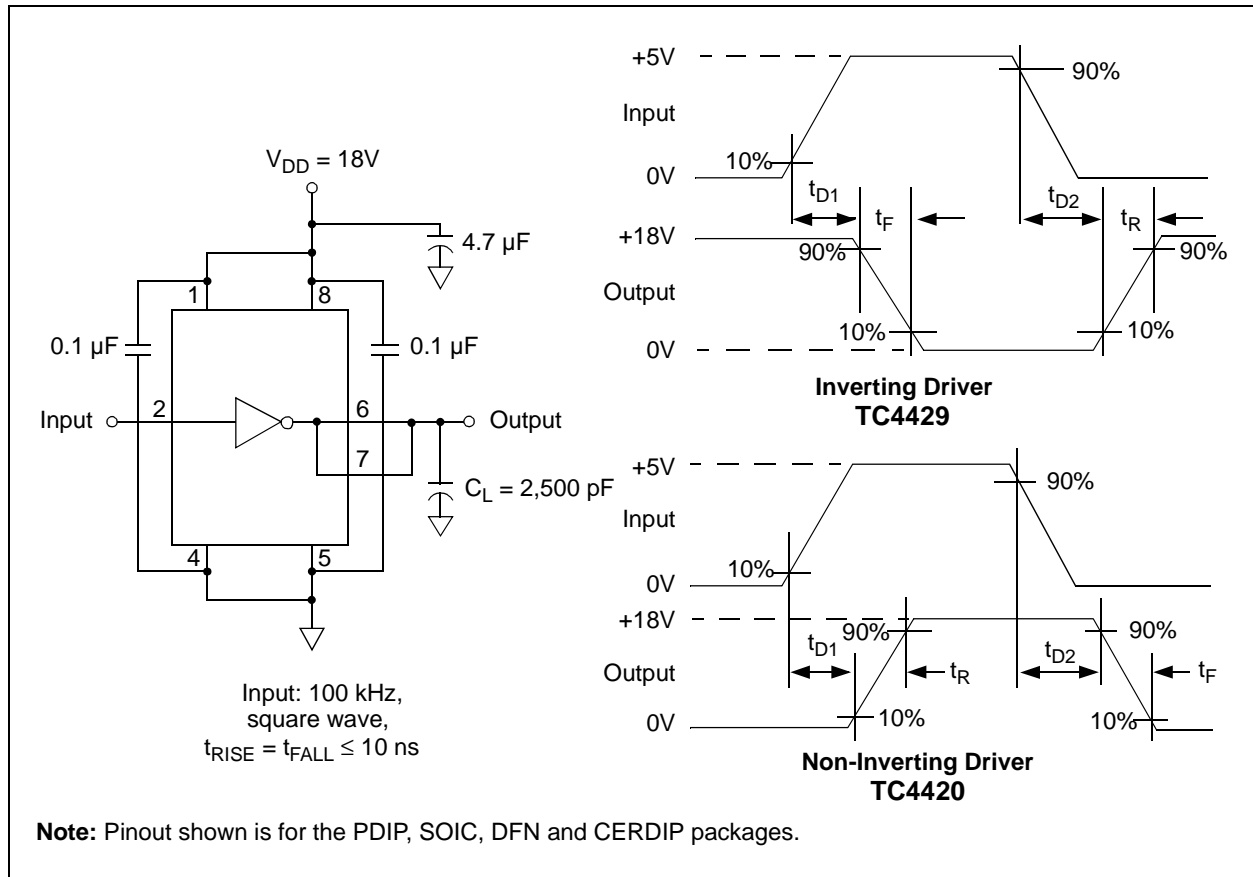 V_DD = 18V
4.7 µF
1
8
0.1 µF
0.1 µF
Input
2
6
Output
7
C_L = 2,500 pF
4
5
Input: 100 kHz,
square wave,
t_RISE = t_FALL ≤ 10 ns
+5V
90%
Input
10%
0V
t_D1
t_F
t_D2
t_R
+18V
90%
90%
Output
10%
10%
0V
Inverting Driver
TC4429
+5V
90%
Input
10%
0V
+18V
90%
90%
t_D1
t_R
t_D2
t_F
Output
10%
10%
0V
Non-Inverting Driver
TC4420
Note: Pinout shown is for the PDIP, SOIC, DFN and CERDIP packages.